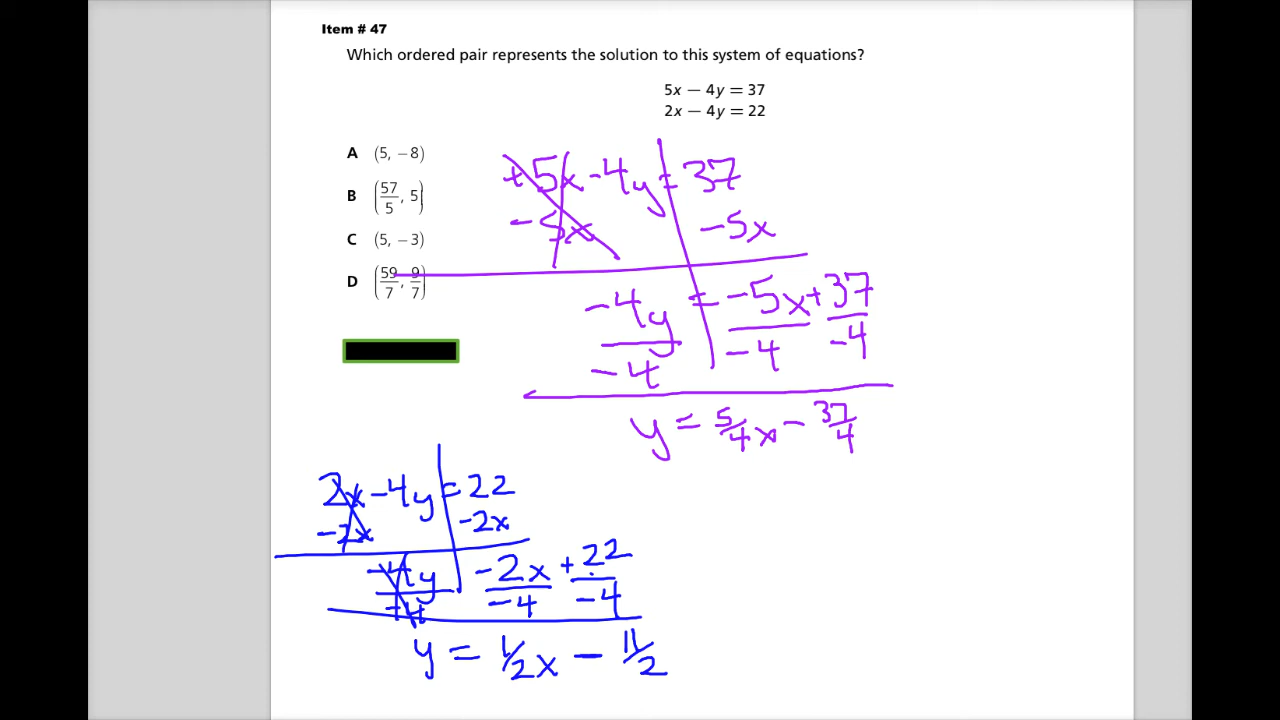 Item # 47
Which ordered pair represents the solution to this system of equations?
5x − 4y = 37
2x − 4y = 22
A (5, −8)
B (57/5, 5)
C (5, −3)
D (59/7, 9/7)
+5x -4y = 37
-5x -5x
-4y = -5x + 37
-4 -4 -4
y = 5/4x - 37/4
2x -4y = 22
-2x -2x
-4y -2x + 22
-4 -4 -4
y = 1/2x - 11/2